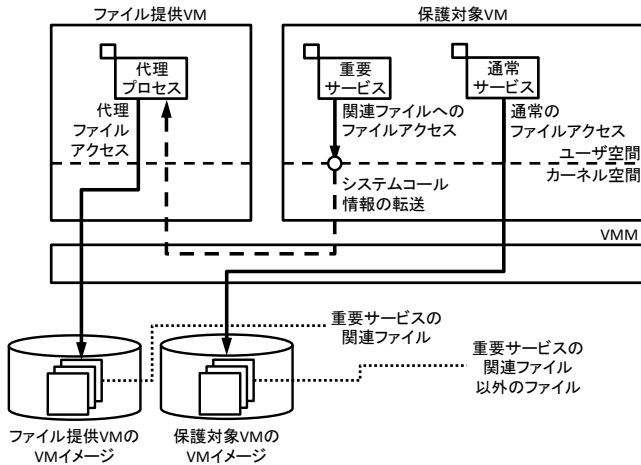 ファイル提供VM
保護対象VM
代理
プロセス
重要
サービス
通常
サービス
代理
ファイル
アクセス
関連ファイルへの
ファイルアクセス
通常の
ファイルアクセス
ユーザ空間
カーネル空間
システムコール
情報の転送
VMM
重要サービスの
関連ファイル
重要サービスの
関連ファイル
以外のファイル
ファイル提供VMの
VMイメージ
保護対象VMの
VMイメージ